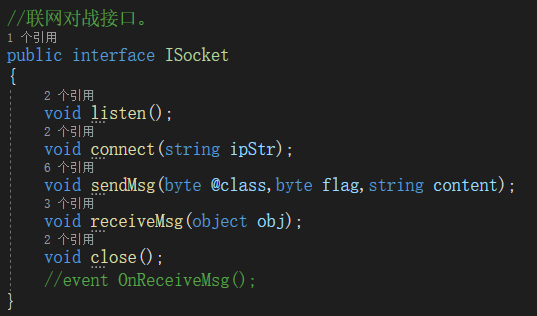 //联网对战接口。
1 个引用
public interface ISocket
{
2 个引用
void listen();
2 个引用
void connect(string ipStr);
6 个引用
void sendMsg(byte @class,byte flag,string content);
3 个引用
void receiveMsg(object obj);
2 个引用
void close();
//event OnReceiveMsg();
}